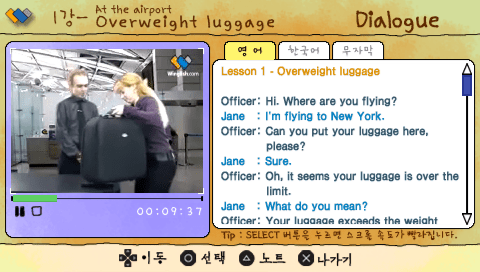 1강-
At the airport
Overweight luggage
Dialogue
영어
한국어
무자막
Winglish.com
Lesson 1 - Overweight luggage
Officer: Hi. Where are you flying?
Jane : I'm flying to New York.
Officer: Can you put your luggage here,
please?
Jane : Sure.
Officer: Oh, it seems your luggage is over the
limit.
Jane : What do you mean?
Officer: Your luggage exceeds the weight
00:09:37
Tip : SELECT 버튼을 누르면 스크롤 속도가 빨라집니다.
이동
선택
노트
나가기